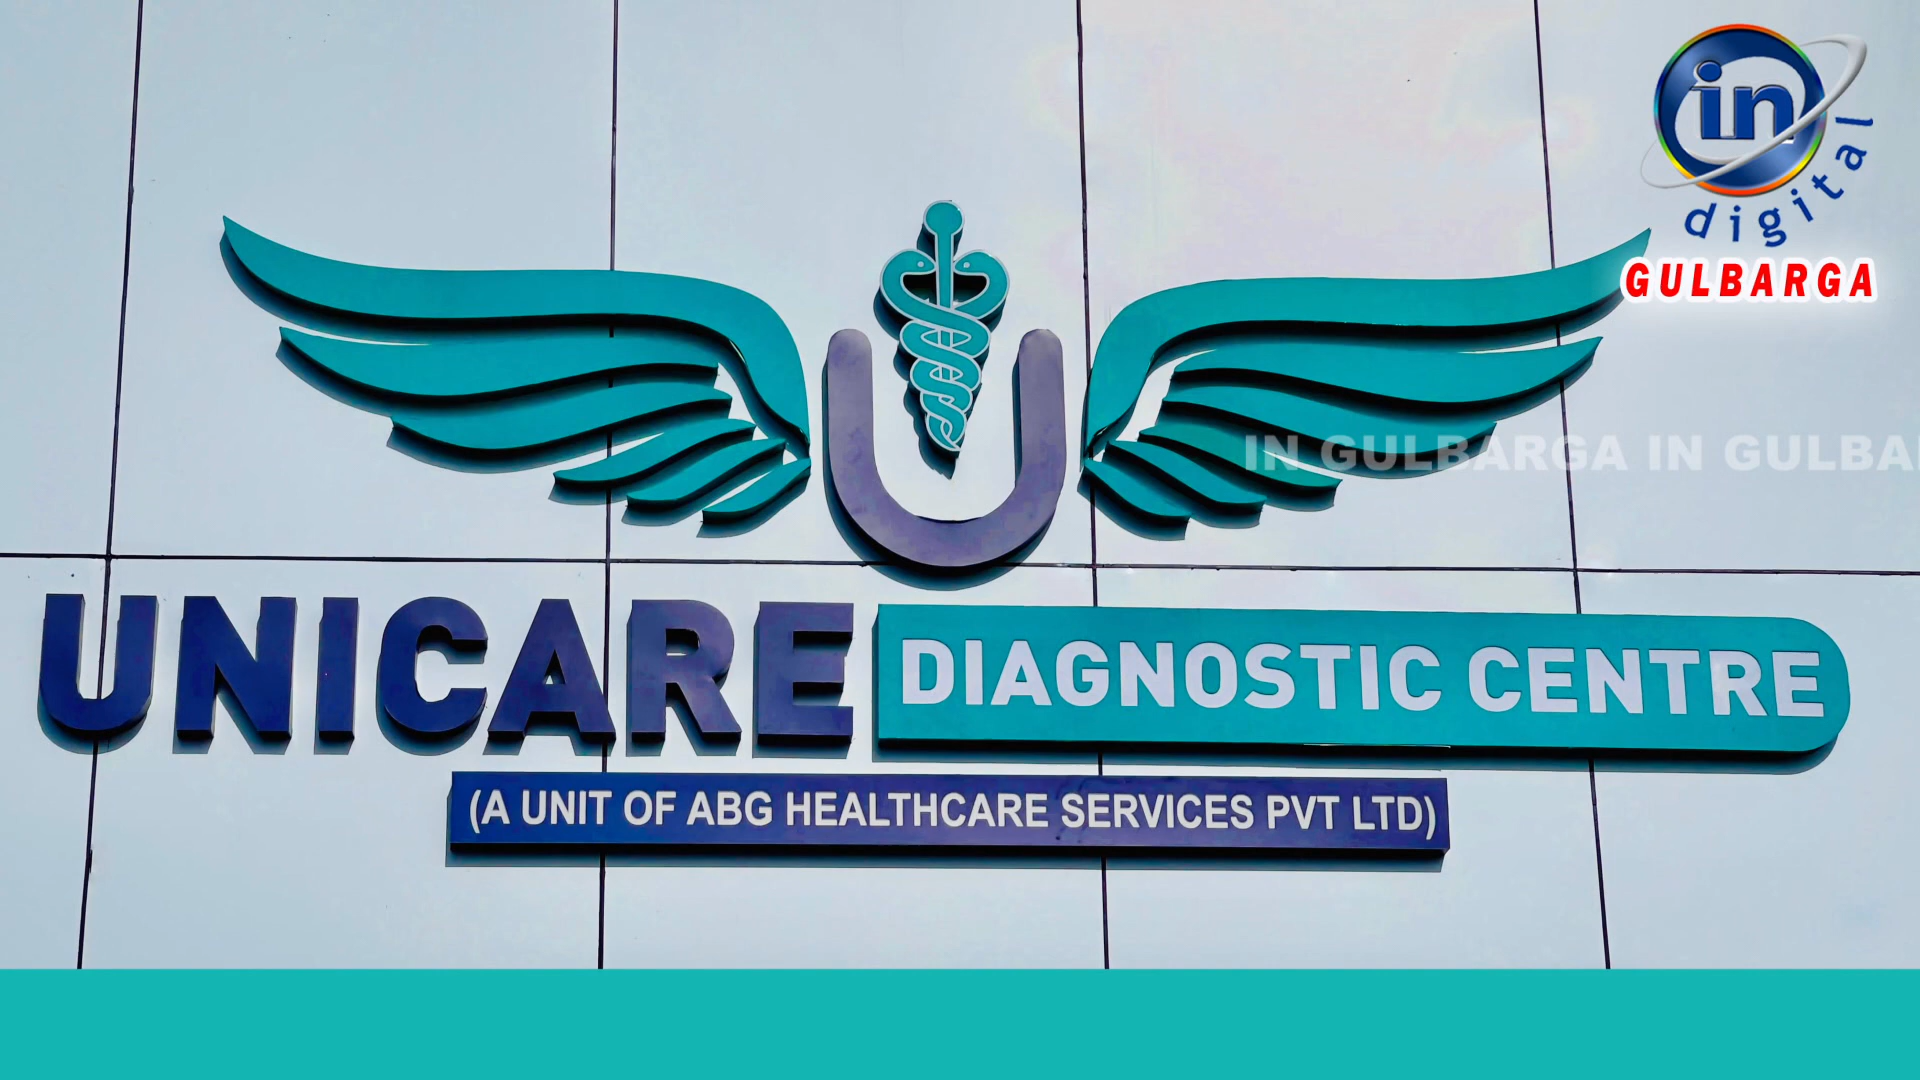 in
digital
GULBARGA
U
IN GULBARGA IN GULBA
UNICARE DIAGNOSTIC CENTRE
(A UNIT OF ABG HEALTHCARE SERVICES PVT LTD)